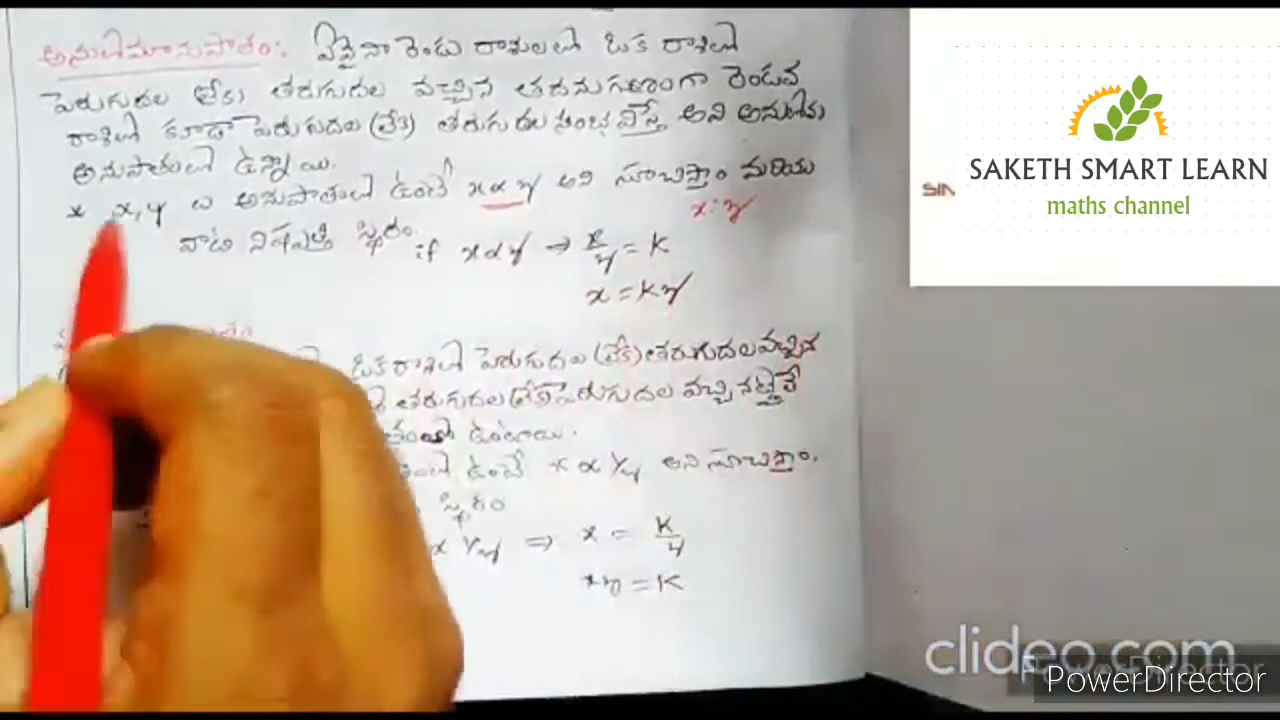 అనులోమానుపాతం:. ఏవైనా రెండు రాశులలో ఒక రాశిలో
పెరుగుదల (లేక) తరుగుదల వచ్చిన తదనుగుణంగా రెండవ
రాశిలో కూడా పెరుగుదల (లేక) తరుగుదల సంభవిస్తే అవి అనులోమ
అనుపాతంలో ఉన్నాయి.
* x,y లు అనుపాతంలో ఉంటే x α y అని సూచిస్తాం మరియు
x:y
వాటి నిష్పత్తి స్థిరం.
if x α y ⇒ x/y = K
x = Ky
ఒక రాశిలో పెరుగుదల (లేక) తరుగుదల వచ్చిన
తరుగుదల (లేక) పెరుగుదల వచ్చినట్లైతే
ఉంటాయి.
ఉంటే x α 1/y అని సూచిస్తాం.
స్థిరం
α 1/y ⇒ x = K/y
xy = K
SAKETH SMART LEARN
maths channel
SIN
clideo.com
PowerDirector